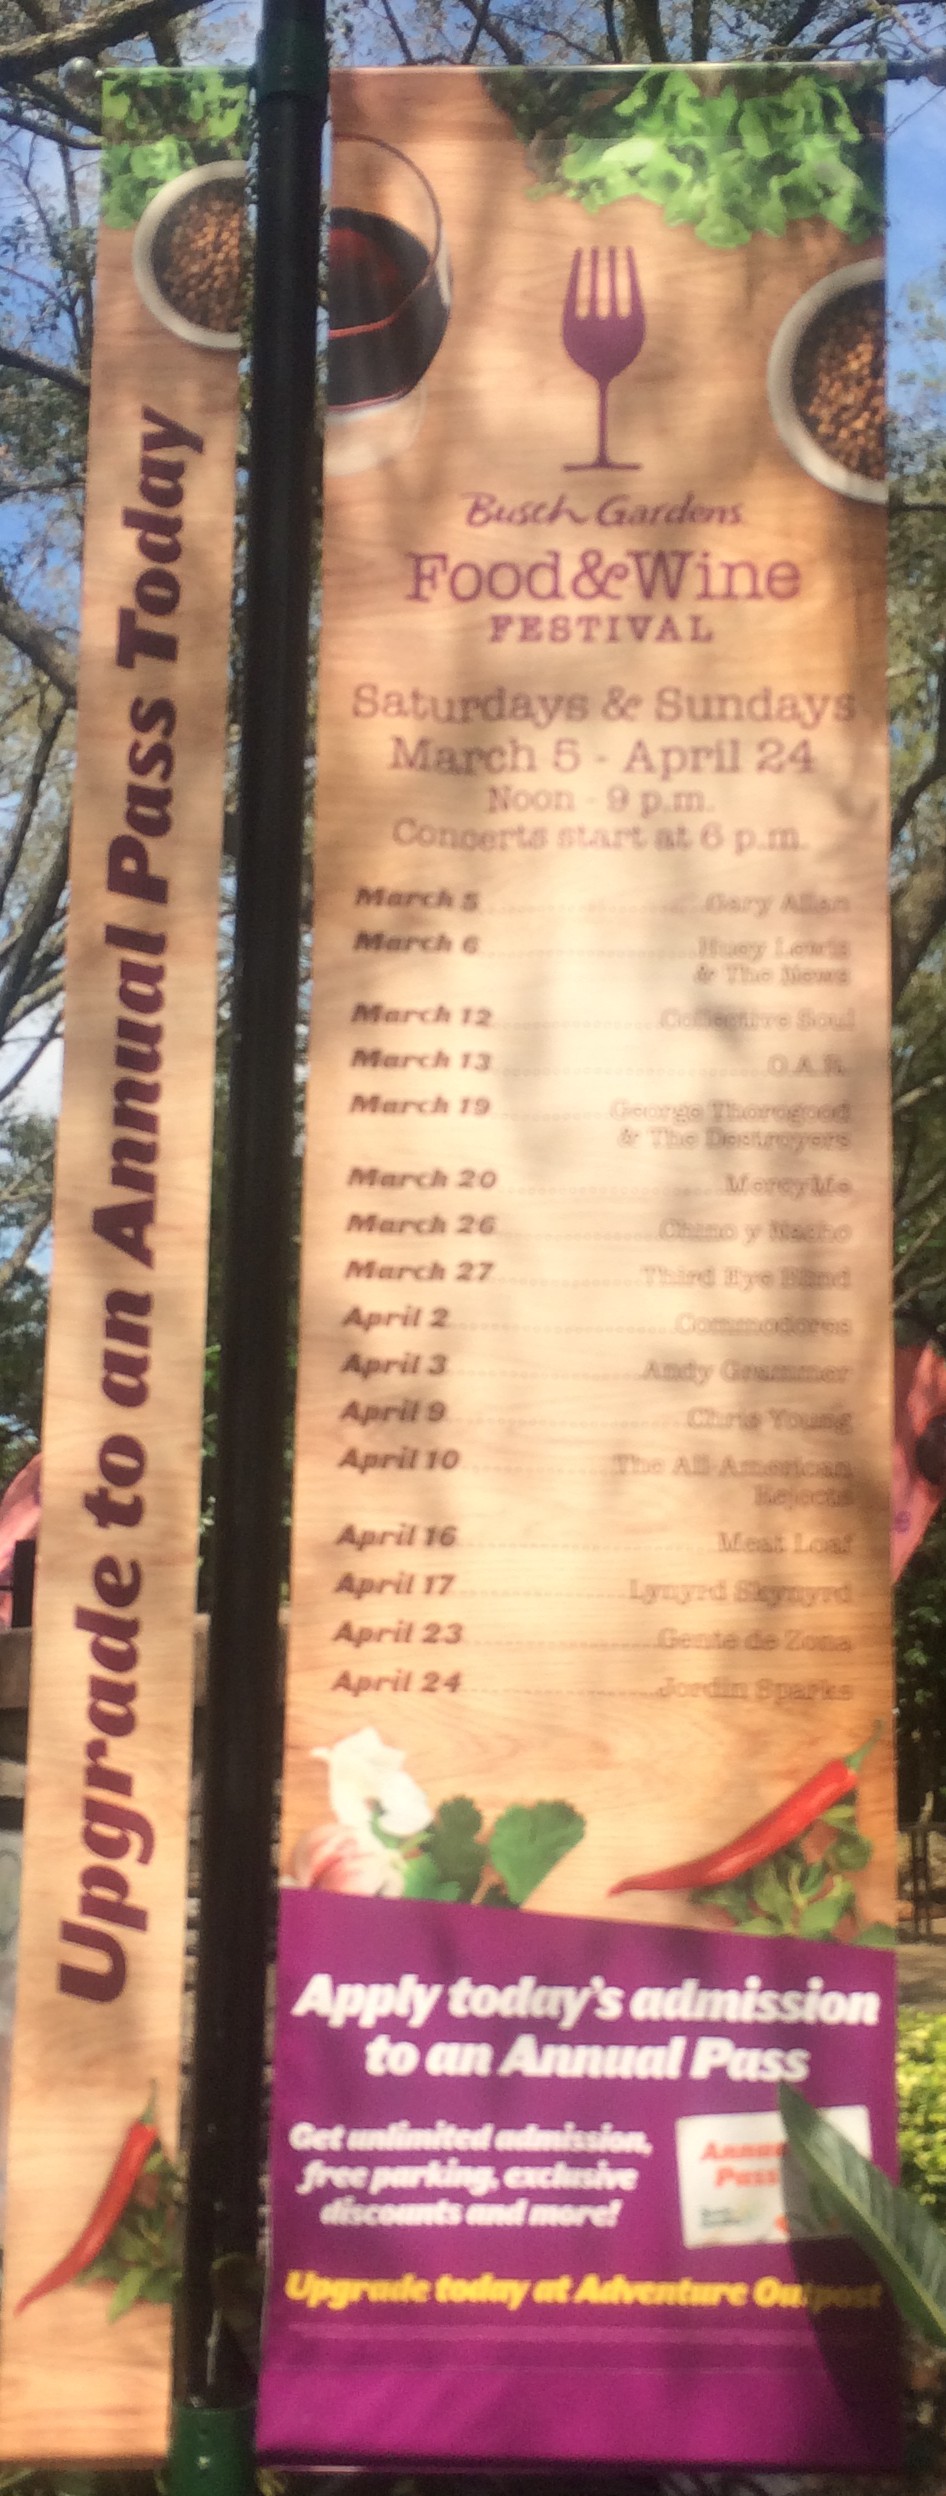 Upgrade to an Annual Pass Today
Busch Gardens
Food&Wine
FESTIVAL
Saturdays & Sundays
March 5 - April 24
Noon - 9 p.m.
Concerts start at 6 p.m.
March 5 Gary Allan
March 6 Huey Lewis
& The News
March 12 Collective Soul
March 13 O.A.R.
March 19 George Thorogood
& The Destroyers
March 20 MercyMe
March 26 Chino y Nacho
March 27 Third Eye Blind
April 2 Commodores
April 3 Andy Grammer
April 9 Chris Young
April 10 The All-American
Rejects
April 16 Meat Loaf
April 17 Lynyrd Skynyrd
April 23 Gente de Zona
April 24 Jordin Sparks
Apply today's admission
to an Annual Pass
Get unlimited admission,
free parking, exclusive
discounts and more!
Annual
Pass
Upgrade today at Adventure Outpost